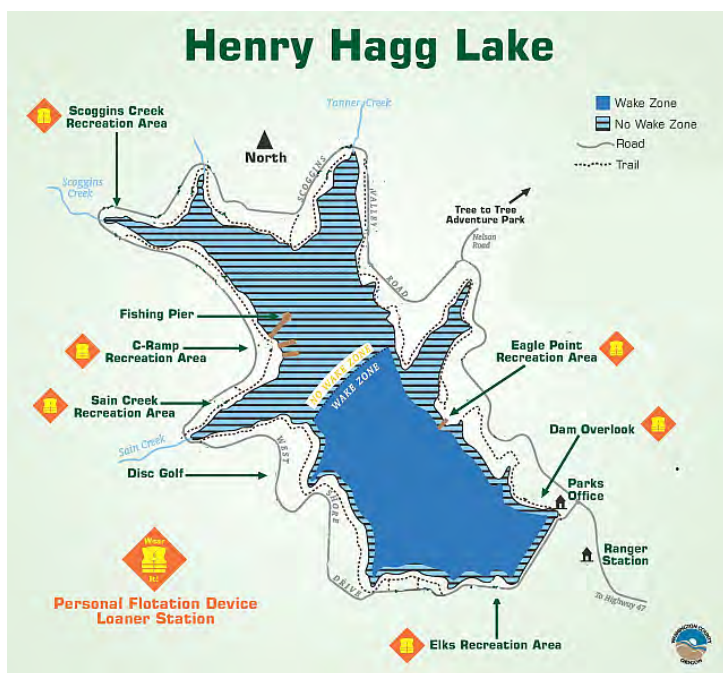 Henry Hagg Lake
Scoggins Creek
Recreation Area
Tanner Creek
Wake Zone
No Wake Zone
Road
Trail
North
SCOGGINS
VALLEY
ROAD
Scoggins
Creek
Tree to Tree
Adventure Park
Nelson
Road
Fishing Pier
C-Ramp
Recreation Area
Eagle Point
Recreation Area
NO WAKE ZONE
WAKE ZONE
Sain Creek
Recreation Area
Dam Overlook
Sain Creek
WEST
SHORE
DRIVE
Disc Golf
Parks
Office
Ranger
Station
Wear
It!
Personal Flotation Device
Loaner Station
To Highway 47
Elks Recreation Area
WASHINGTON COUNTY
OREGON